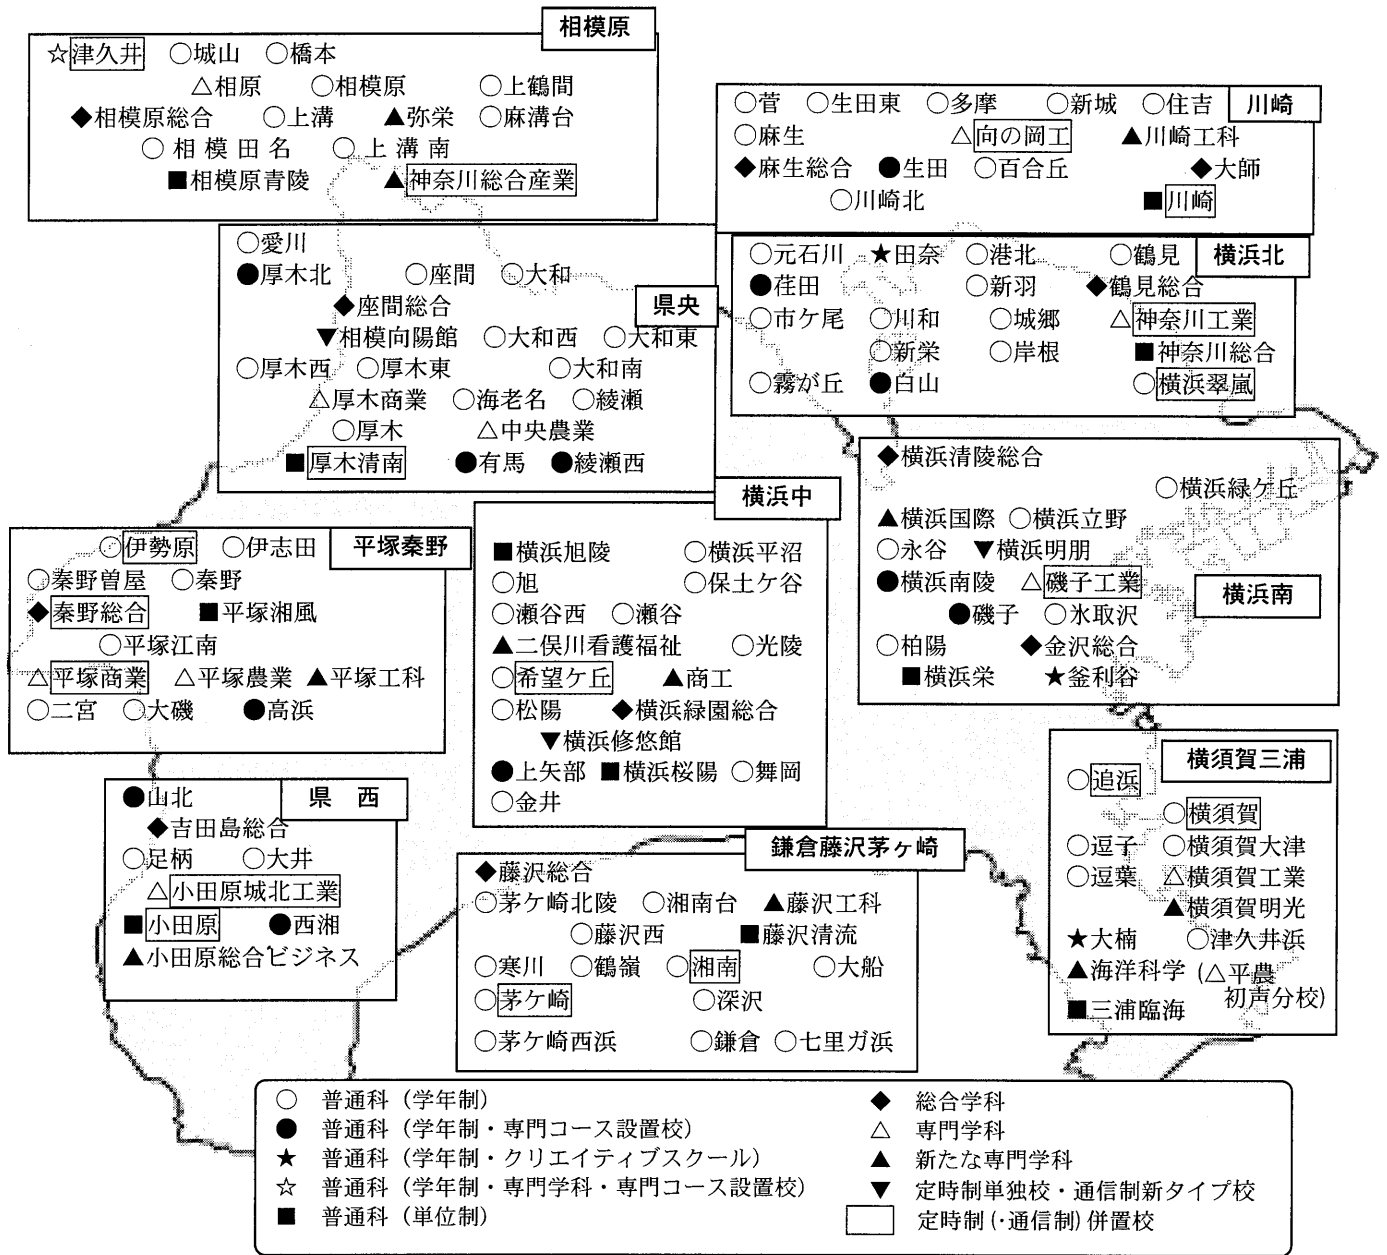 相模原
☆津久井 ○城山 ○橋本
△相原 ○相模原 ○上鶴間
◆相模原総合 ○上溝 ▲弥栄 ○麻溝台
○相模田名 ○上溝南
■相模原青陵 ▲神奈川総合産業
川崎
○菅 ○生田東 ○多摩 ○新城 ○住吉
○麻生 △向の岡工 ▲川崎工科
◆麻生総合 ●生田 ○百合丘 ◆大師
○川崎北 ■川崎
県央
○愛川
●厚木北 ○座間 ○大和
◆座間総合
▼相模向陽館 ○大和西 ○大和東
○厚木西 ○厚木東 ○大和南
△厚木商業 ○海老名 ○綾瀬
○厚木 △中央農業
■厚木清南 ●有馬 ●綾瀬西
横浜北
○元石川 ★田奈 ○港北 ○鶴見
●荏田 ○新羽 ◆鶴見総合
○市ケ尾 ○川和 ○城郷 △神奈川工業
○新栄 ○岸根 ■神奈川総合
○霧が丘 ●白山 ○横浜翠嵐
横浜南
◆横浜清陵総合
○横浜緑ケ丘
▲横浜国際 ○横浜立野
○永谷 ▼横浜明朋
●横浜南陵 △磯子工業
●磯子 ○氷取沢
○柏陽 ◆金沢総合
■横浜栄 ★釜利谷
横浜中
■横浜旭陵 ○横浜平沼
○旭 ○保土ケ谷
○瀬谷西 ○瀬谷
▲二俣川看護福祉 ○光陵
○希望ケ丘 ▲商工
○松陽 ◆横浜緑園総合
▼横浜修悠館
●上矢部 ■横浜桜陽 ○舞岡
○金井
平塚秦野
○伊勢原 ○伊志田
○秦野曽屋 ○秦野
◆秦野総合 ■平塚湘風
○平塚江南
△平塚商業 △平塚農業 ▲平塚工科
○二宮 ○大磯 ●高浜
県 西
●山北
◆吉田島総合
○足柄 ○大井
△小田原城北工業
■小田原 ●西湘
▲小田原総合ビジネス
鎌倉藤沢茅ヶ崎
◆藤沢総合
○茅ケ崎北陵 ○湘南台 ▲藤沢工科
○藤沢西 ■藤沢清流
○寒川 ○鶴嶺 ○湘南 ○大船
○茅ケ崎 ○深沢
○茅ケ崎西浜 ○鎌倉 ○七里ガ浜
横須賀三浦
○追浜
○横須賀
○逗子 ○横須賀大津
○逗葉 △横須賀工業
▲横須賀明光
★大楠 ○津久井浜
▲海洋科学 (△平農
初声分校)
■三浦臨海
○ 普通科（学年制）
● 普通科（学年制・専門コース設置校）
★ 普通科（学年制・クリエイティブスクール）
☆ 普通科（学年制・専門学科・専門コース設置校）
■ 普通科（単位制）
◆ 総合学科
△ 専門学科
▲ 新たな専門学科
▼ 定時制単独校・通信制新タイプ校
定時制(・通信制)併置校